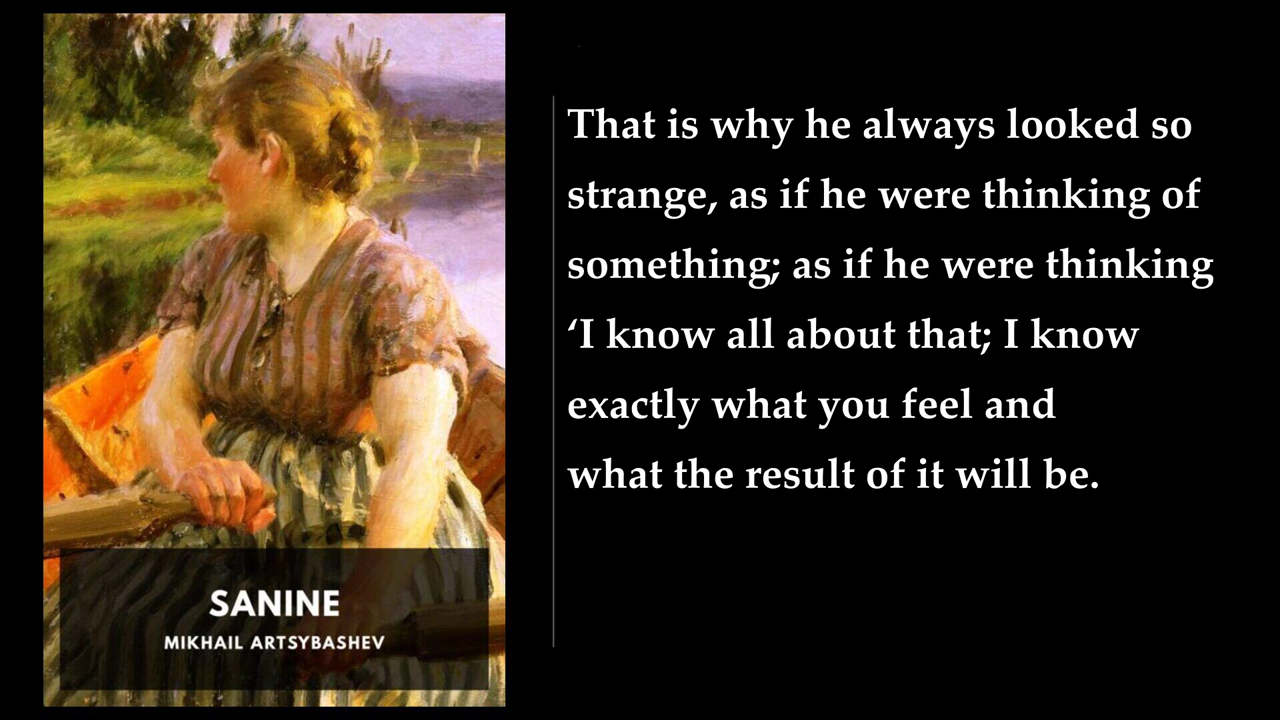 SANINE
MIKHAIL ARTSYBASHEV
That is why he always looked so
strange, as if he were thinking of
something; as if he were thinking
‘I know all about that; I know
exactly what you feel and
what the result of it will be.